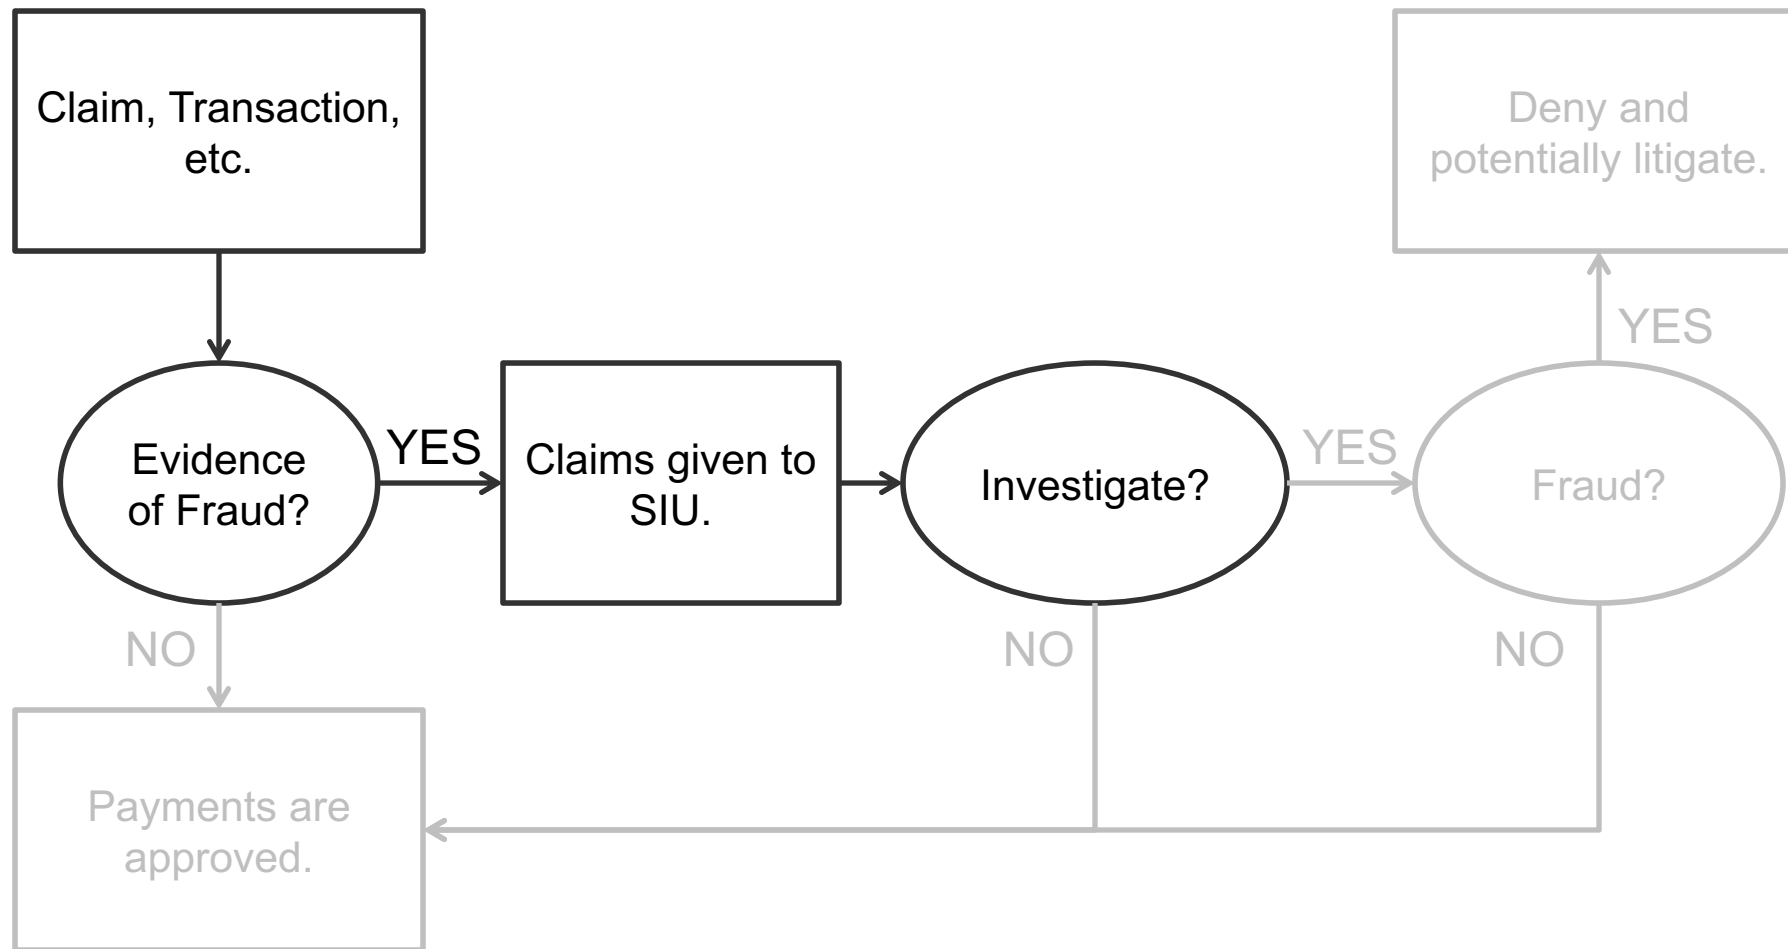 Claim, Transaction,
etc.
Deny and
potentially litigate.
YES
Evidence
of Fraud?
YES
Claims given to
SIU.
Investigate?
YES
Fraud?
NO
NO
NO
Payments are
approved.